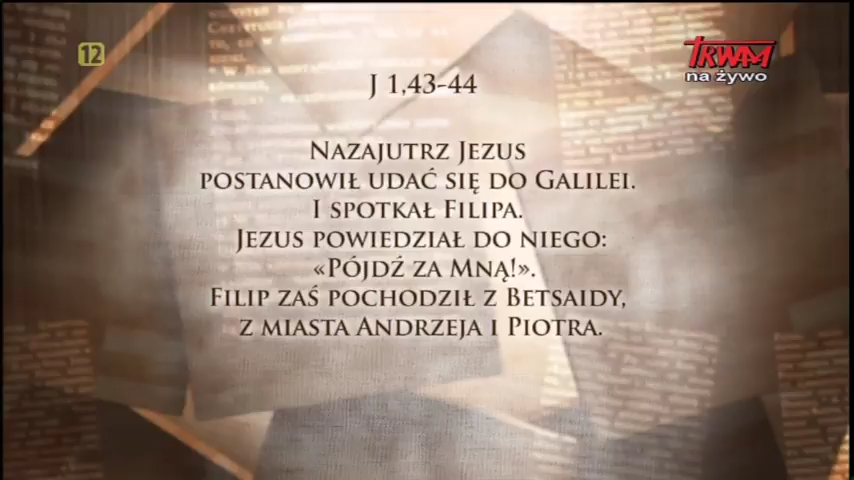 12
TRWAM
na żywo
J 1,43-44
Nazajutrz Jezus
postanowił udać się do Galilei.
I spotkał Filipa.
Jezus powiedział do niego:
«Pójdź za Mną!».
Filip zaś pochodził z Betsaidy,
z miasta Andrzeja i Piotra.